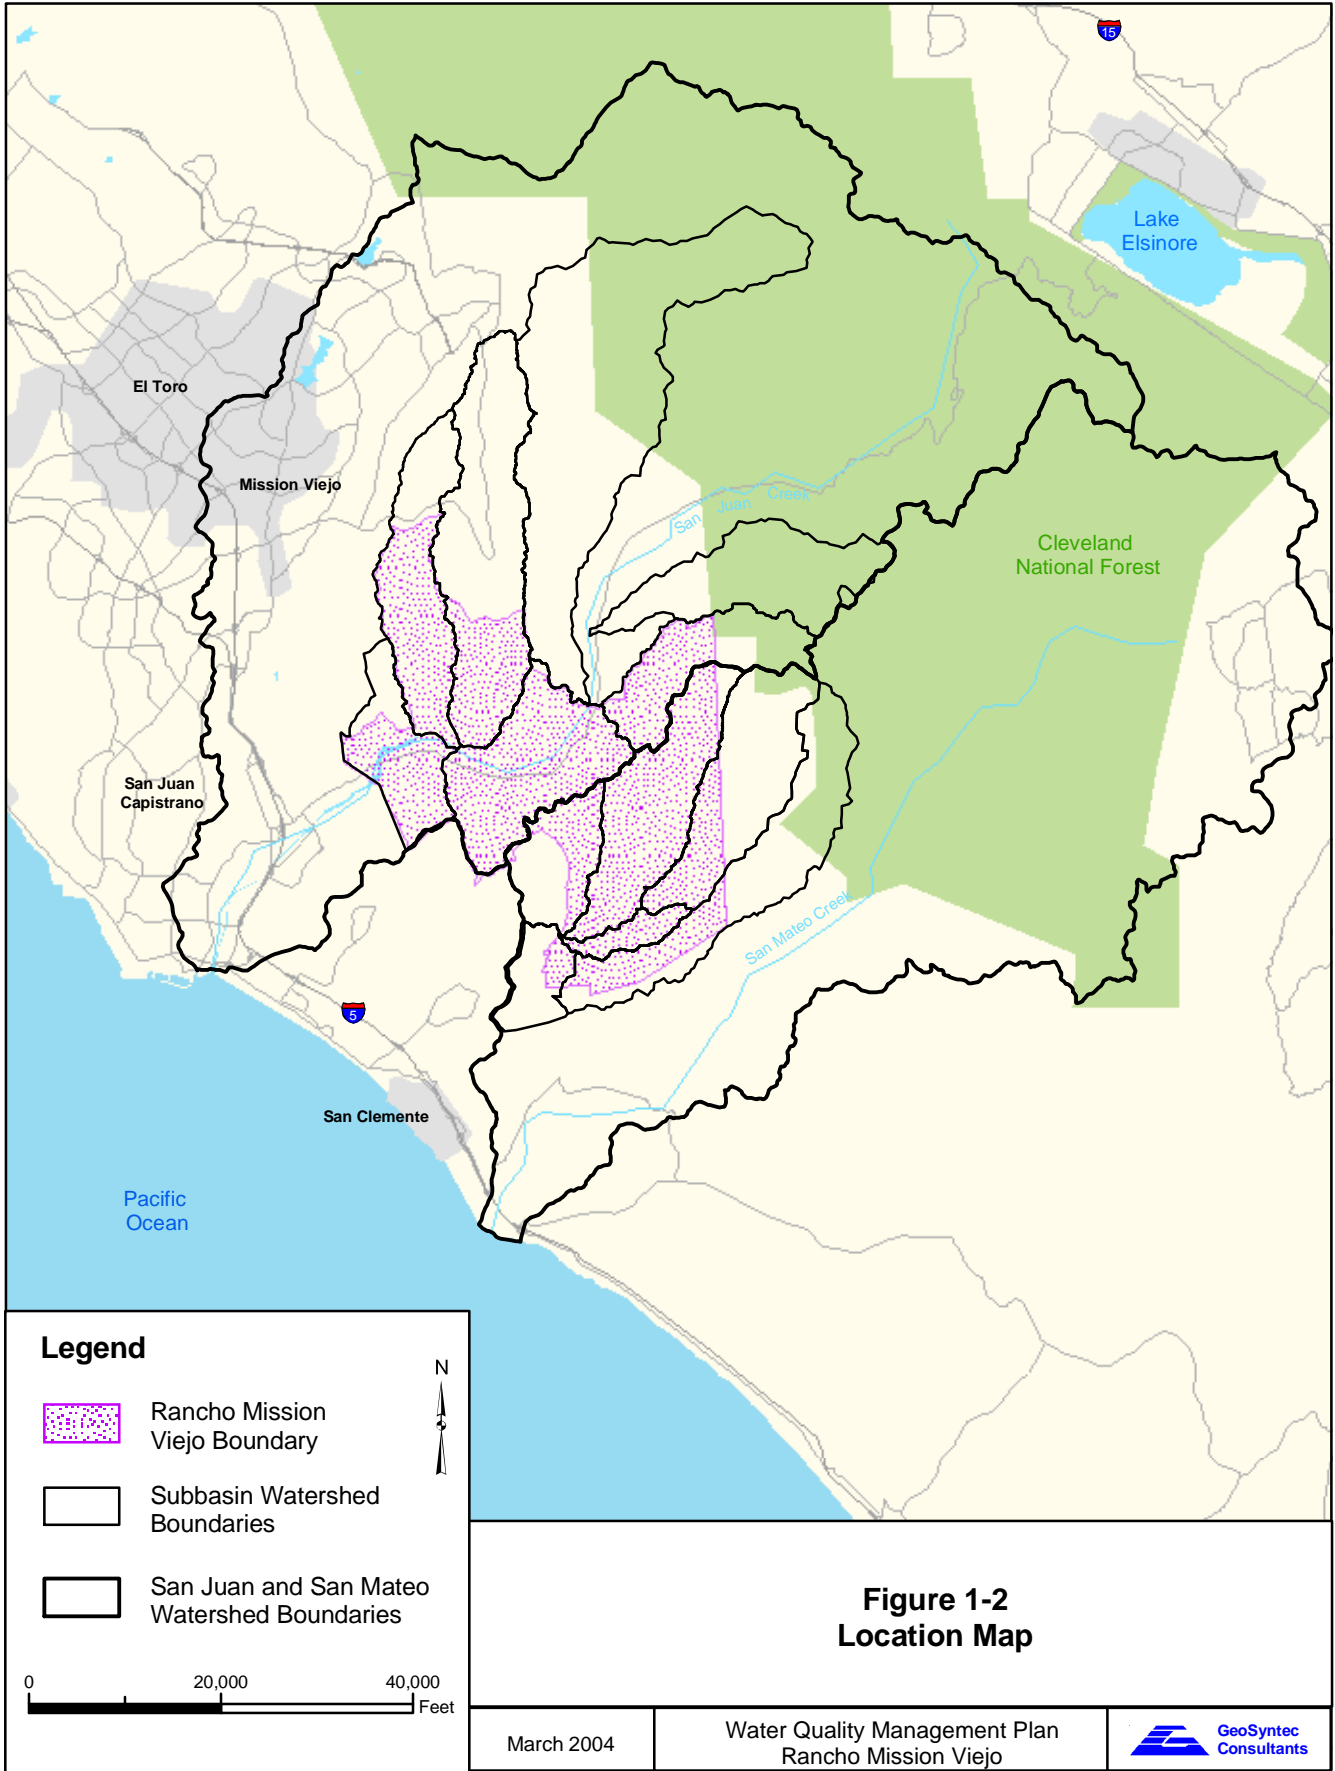 15
Lake
Elsinore
El Toro
Mission Viejo
San Juan Creek
Cleveland
National Forest
San Juan
Capistrano
San Mateo Creek
5
San Clemente
Pacific
Ocean
Legend
N
Rancho Mission
Viejo Boundary
Subbasin Watershed
Boundaries
San Juan and San Mateo
Watershed Boundaries
0 20,000 40,000
Feet
Figure 1-2
Location Map
March 2004
Water Quality Management Plan
Rancho Mission Viejo
GeoSyntec
Consultants